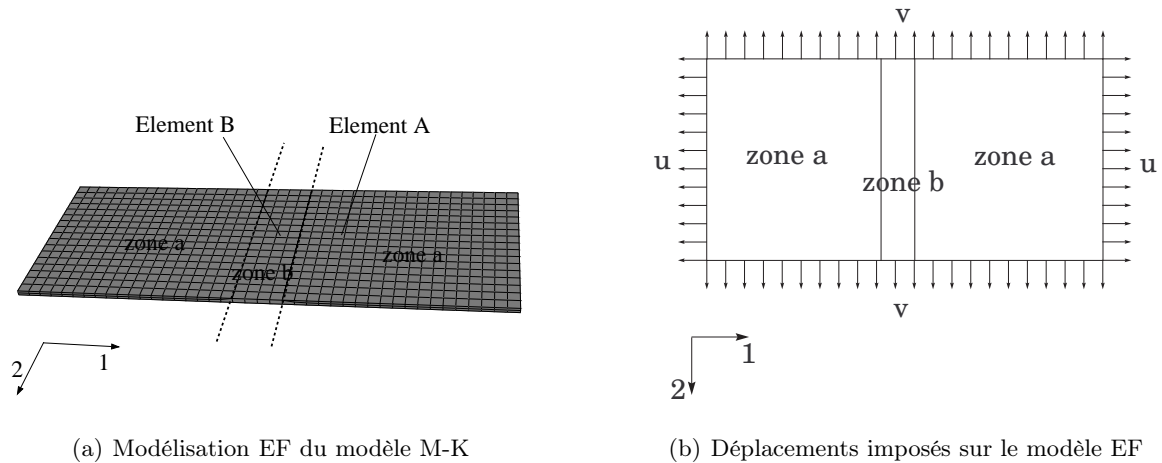 Element B
Element A
zone a
zone b
zone a
2
1
(a) Modélisation EF du modèle M-K
v
u
zone a
zone b
zone a
u
v
1
2
(b) Déplacements imposés sur le modèle EF